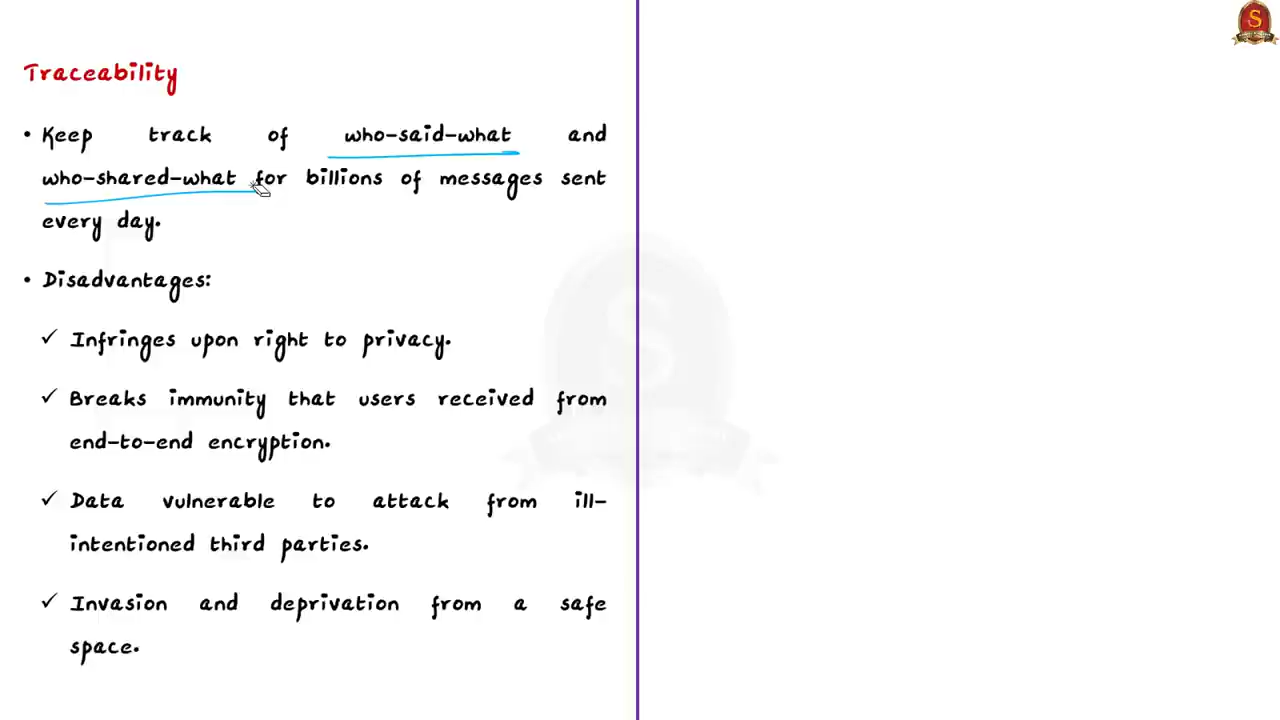 Traceability
• Keep track of who-said-what and
who-shared-what for billions of messages sent
every day.
• Disadvantages:
✓ Infringes upon right to privacy.
✓ Breaks immunity that users received from
end-to-end encryption.
✓ Data vulnerable to attack from ill-
intentioned third parties.
✓ Invasion and deprivation from a safe
space.
S